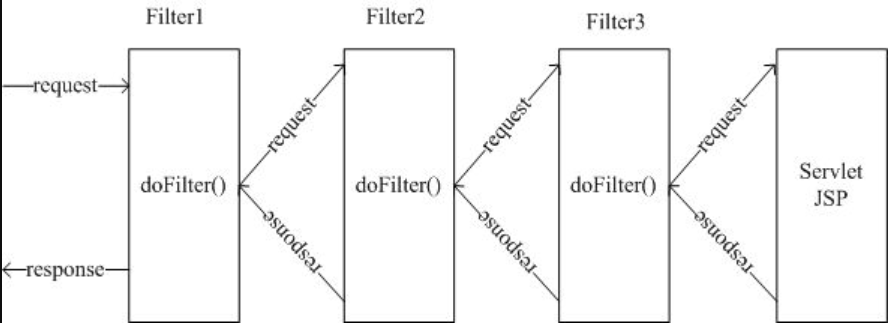 Filter1
Filter2
Filter3
request
request
request
request
doFilter()
doFilter()
doFilter()
Servlet
JSP
response
response
response
response